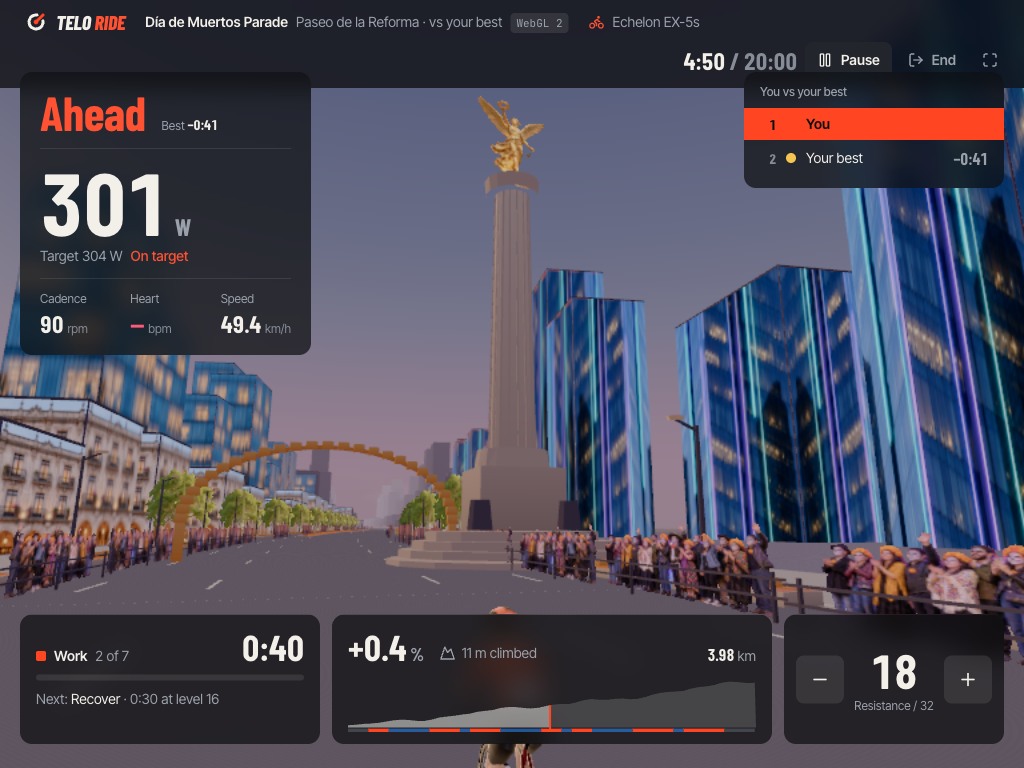 TELO RIDE Día de Muertos Parade Paseo de la Reforma · vs your best WebGL 2 Echelon EX-5s
4:50 / 20:00 Pause End
Ahead Best −0:41
301 W
Target 304 W On target
Cadence Heart Speed
90 rpm – bpm 49.4 km/h
You vs your best
1 You
2 Your best −0:41
Work 2 of 7 0:40
Next: Recover · 0:30 at level 16
+0.4 % 11 m climbed 3.98 km
− 18 +
Resistance / 32